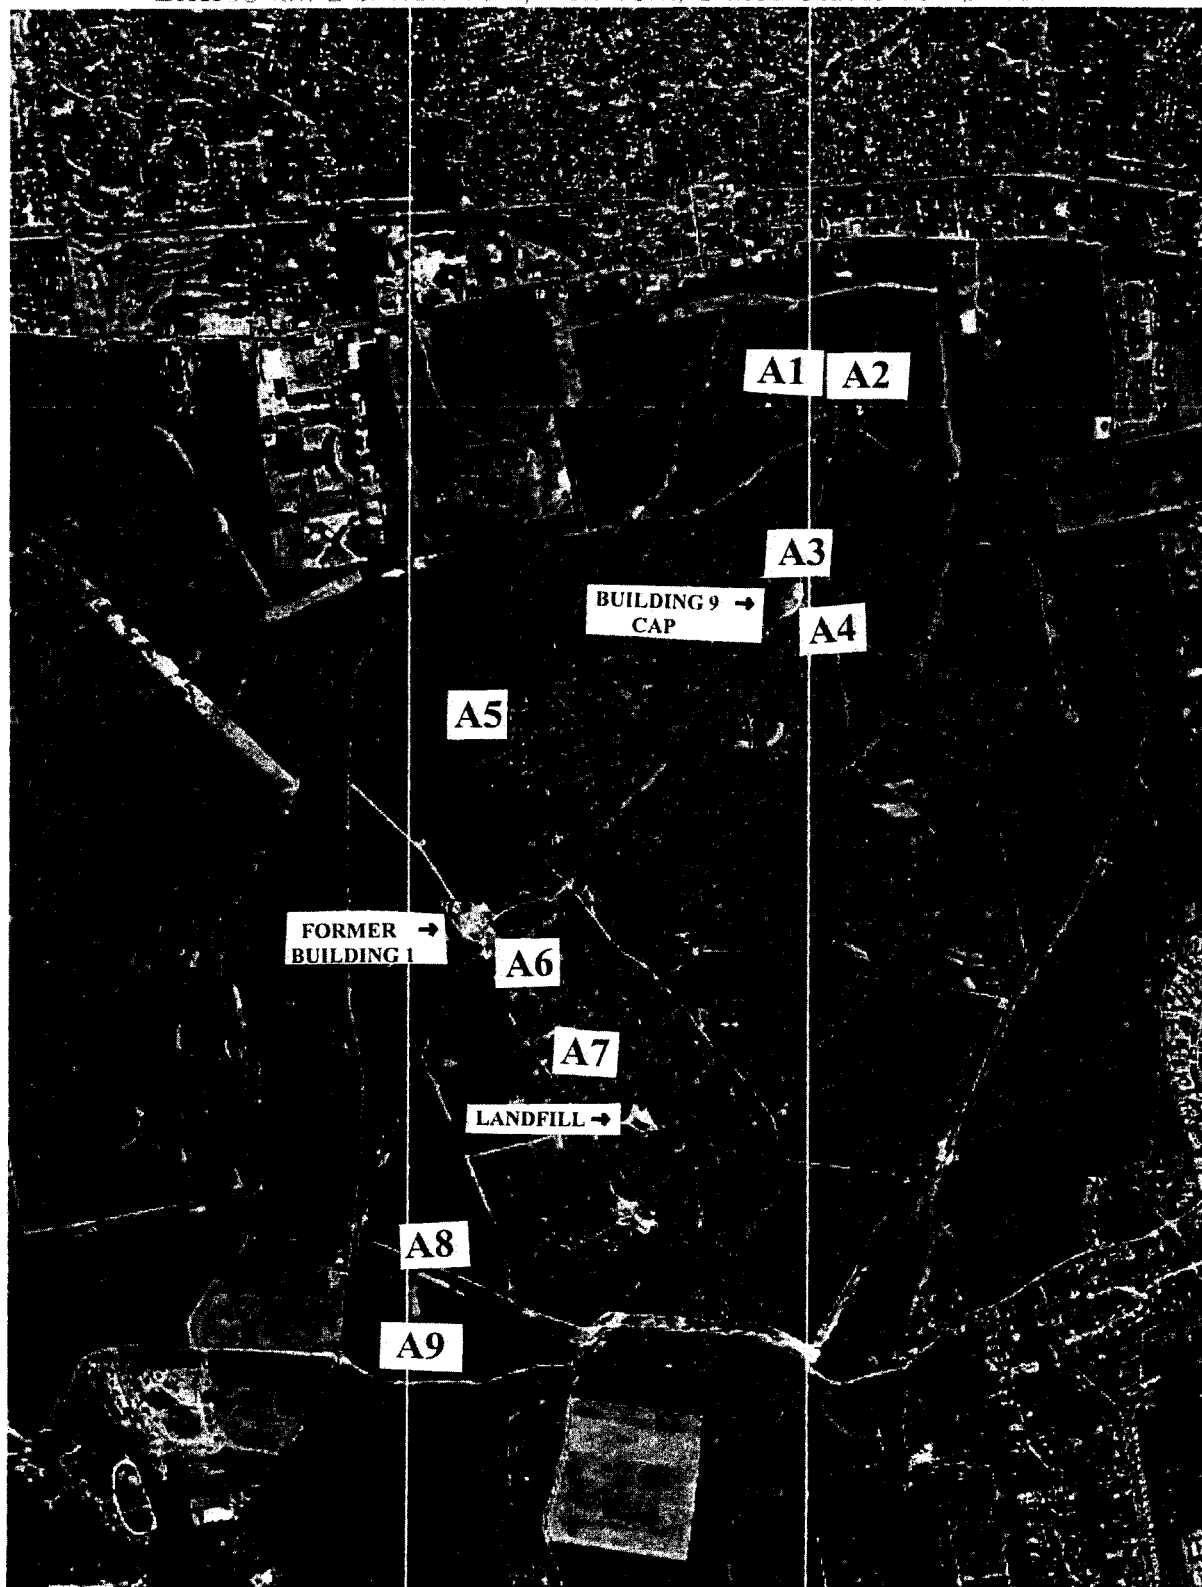 A1
A2
A3
BUILDING 9 →
CAP
A4
A5
FORMER →
BUILDING 1
A6
A7
LANDFILL →
A8
A9